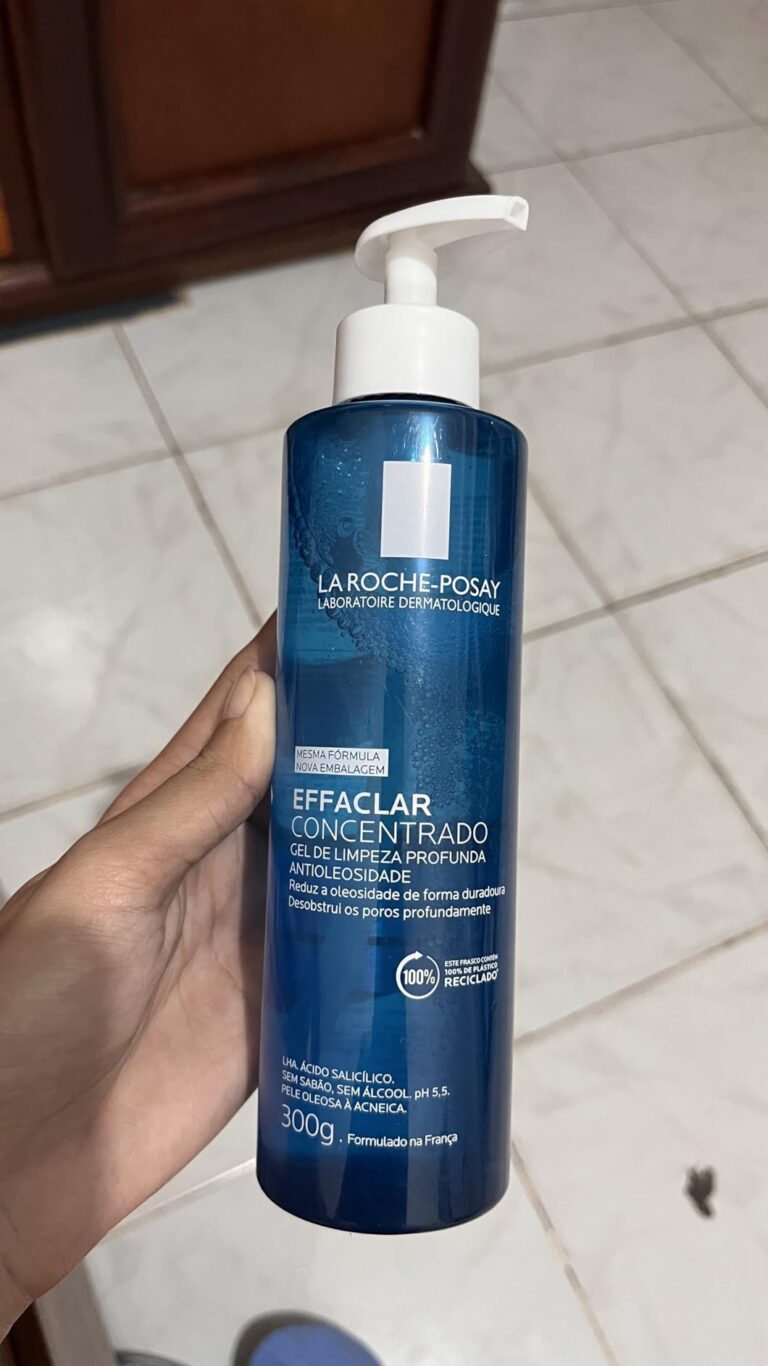 LA ROCHE-POSAY
LABORATOIRE DERMATOLOGIQUE
MESMA FÓRMULA
NOVA EMBALAGEM
EFFACLAR
CONCENTRADO
GEL DE LIMPEZA PROFUNDA
ANTIOLEOSIDADE
Reduz a oleosidade de forma duradoura
Desobstrui os poros profundamente
100%
ESTE FRASCO CONTÉM
100% DE PLÁSTICO
RECICLADO*
LHA. ÁCIDO SALICÍLICO.
SEM SABÃO, SEM ÁLCOOL. pH 5,5.
PELE OLEOSA À ACNEICA.
300g . Formulado na França